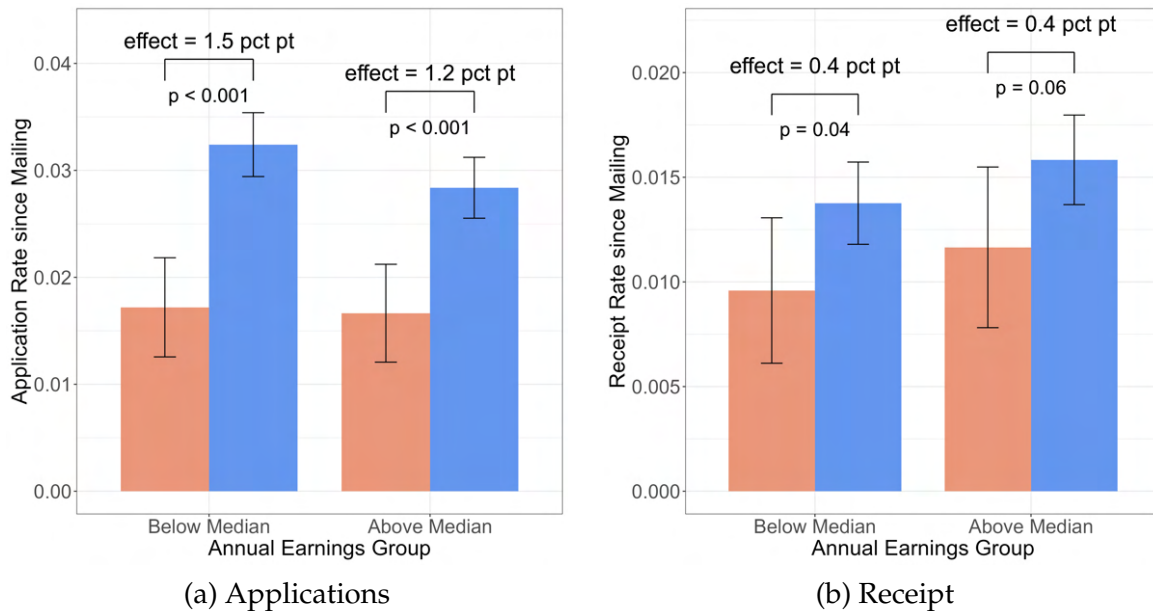 effect = 1.5 pct pt
p < 0.001
effect = 1.2 pct pt
p < 0.001
0.04
0.03
0.02
0.01
0.00
Application Rate since Mailing
Below Median
Above Median
Annual Earnings Group
(a) Applications
effect = 0.4 pct pt
p = 0.04
effect = 0.4 pct pt
p = 0.06
0.020
0.015
0.010
0.005
0.000
Receipt Rate since Mailing
Below Median
Above Median
Annual Earnings Group
(b) Receipt